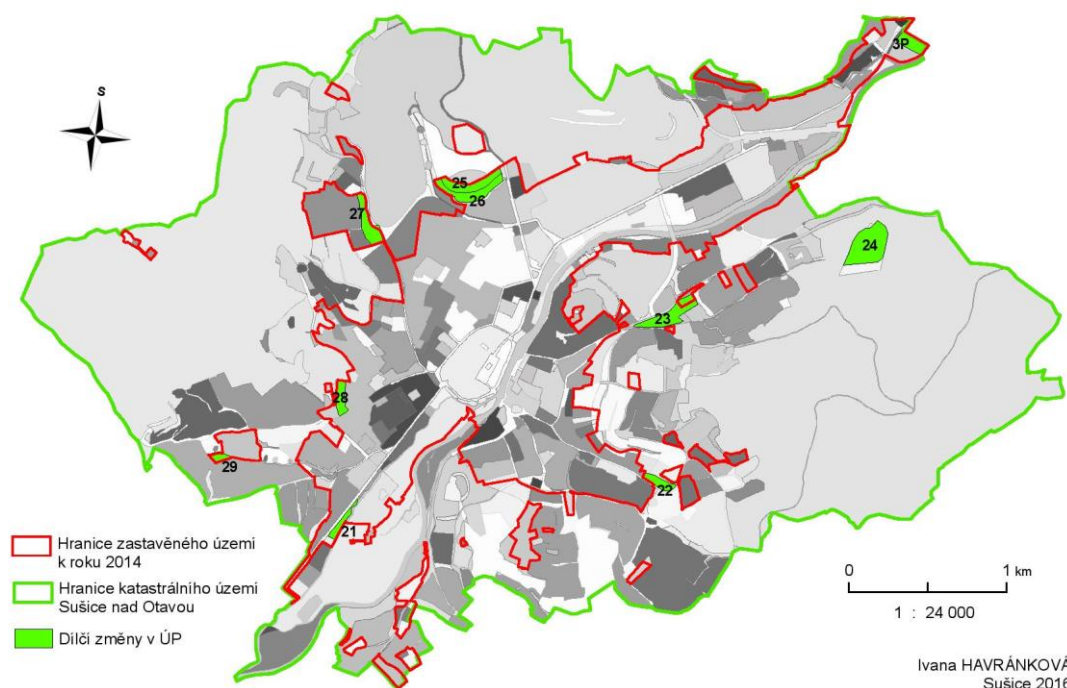 S
3P
25
26
27
24
23
28
29
22
21
Hranice zastavěného území
k roku 2014
Hranice katastrálního území
Sušice nad Otavou
Dílčí změny v ÚP
0 1 km
1 : 24 000
Ivana HAVRÁNKOVÁ
Sušice 2016